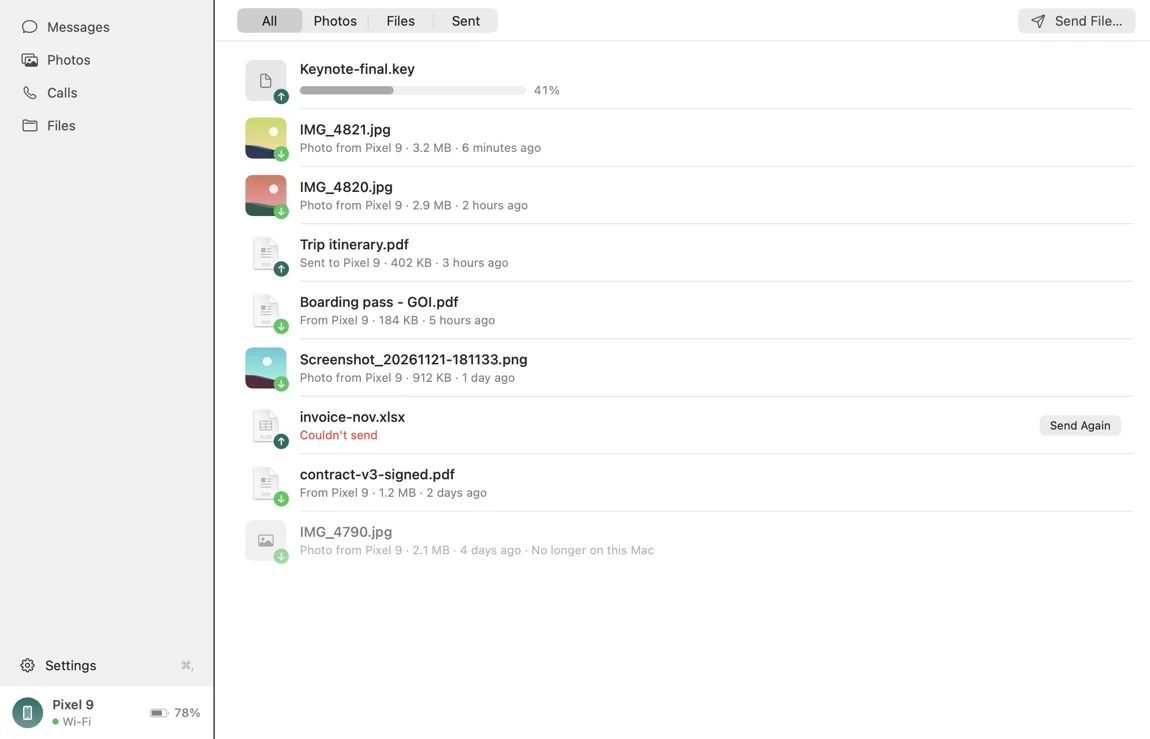 Messages
Photos
Calls
Files
Settings ⌘,
Pixel 9
Wi-Fi
78%
All Photos Files Sent
Send File...
Keynote-final.key
41%
IMG_4821.jpg
Photo from Pixel 9 · 3.2 MB · 6 minutes ago
IMG_4820.jpg
Photo from Pixel 9 · 2.9 MB · 2 hours ago
Trip itinerary.pdf
Sent to Pixel 9 · 402 KB · 3 hours ago
PDF
Boarding pass - GOI.pdf
From Pixel 9 · 184 KB · 5 hours ago
PDF
Screenshot_20261121-181133.png
Photo from Pixel 9 · 912 KB · 1 day ago
invoice-nov.xlsx
Couldn't send
XLSX
Send Again
contract-v3-signed.pdf
From Pixel 9 · 1.2 MB · 2 days ago
PDF
IMG_4790.jpg
Photo from Pixel 9 · 2.1 MB · 4 days ago · No longer on this Mac